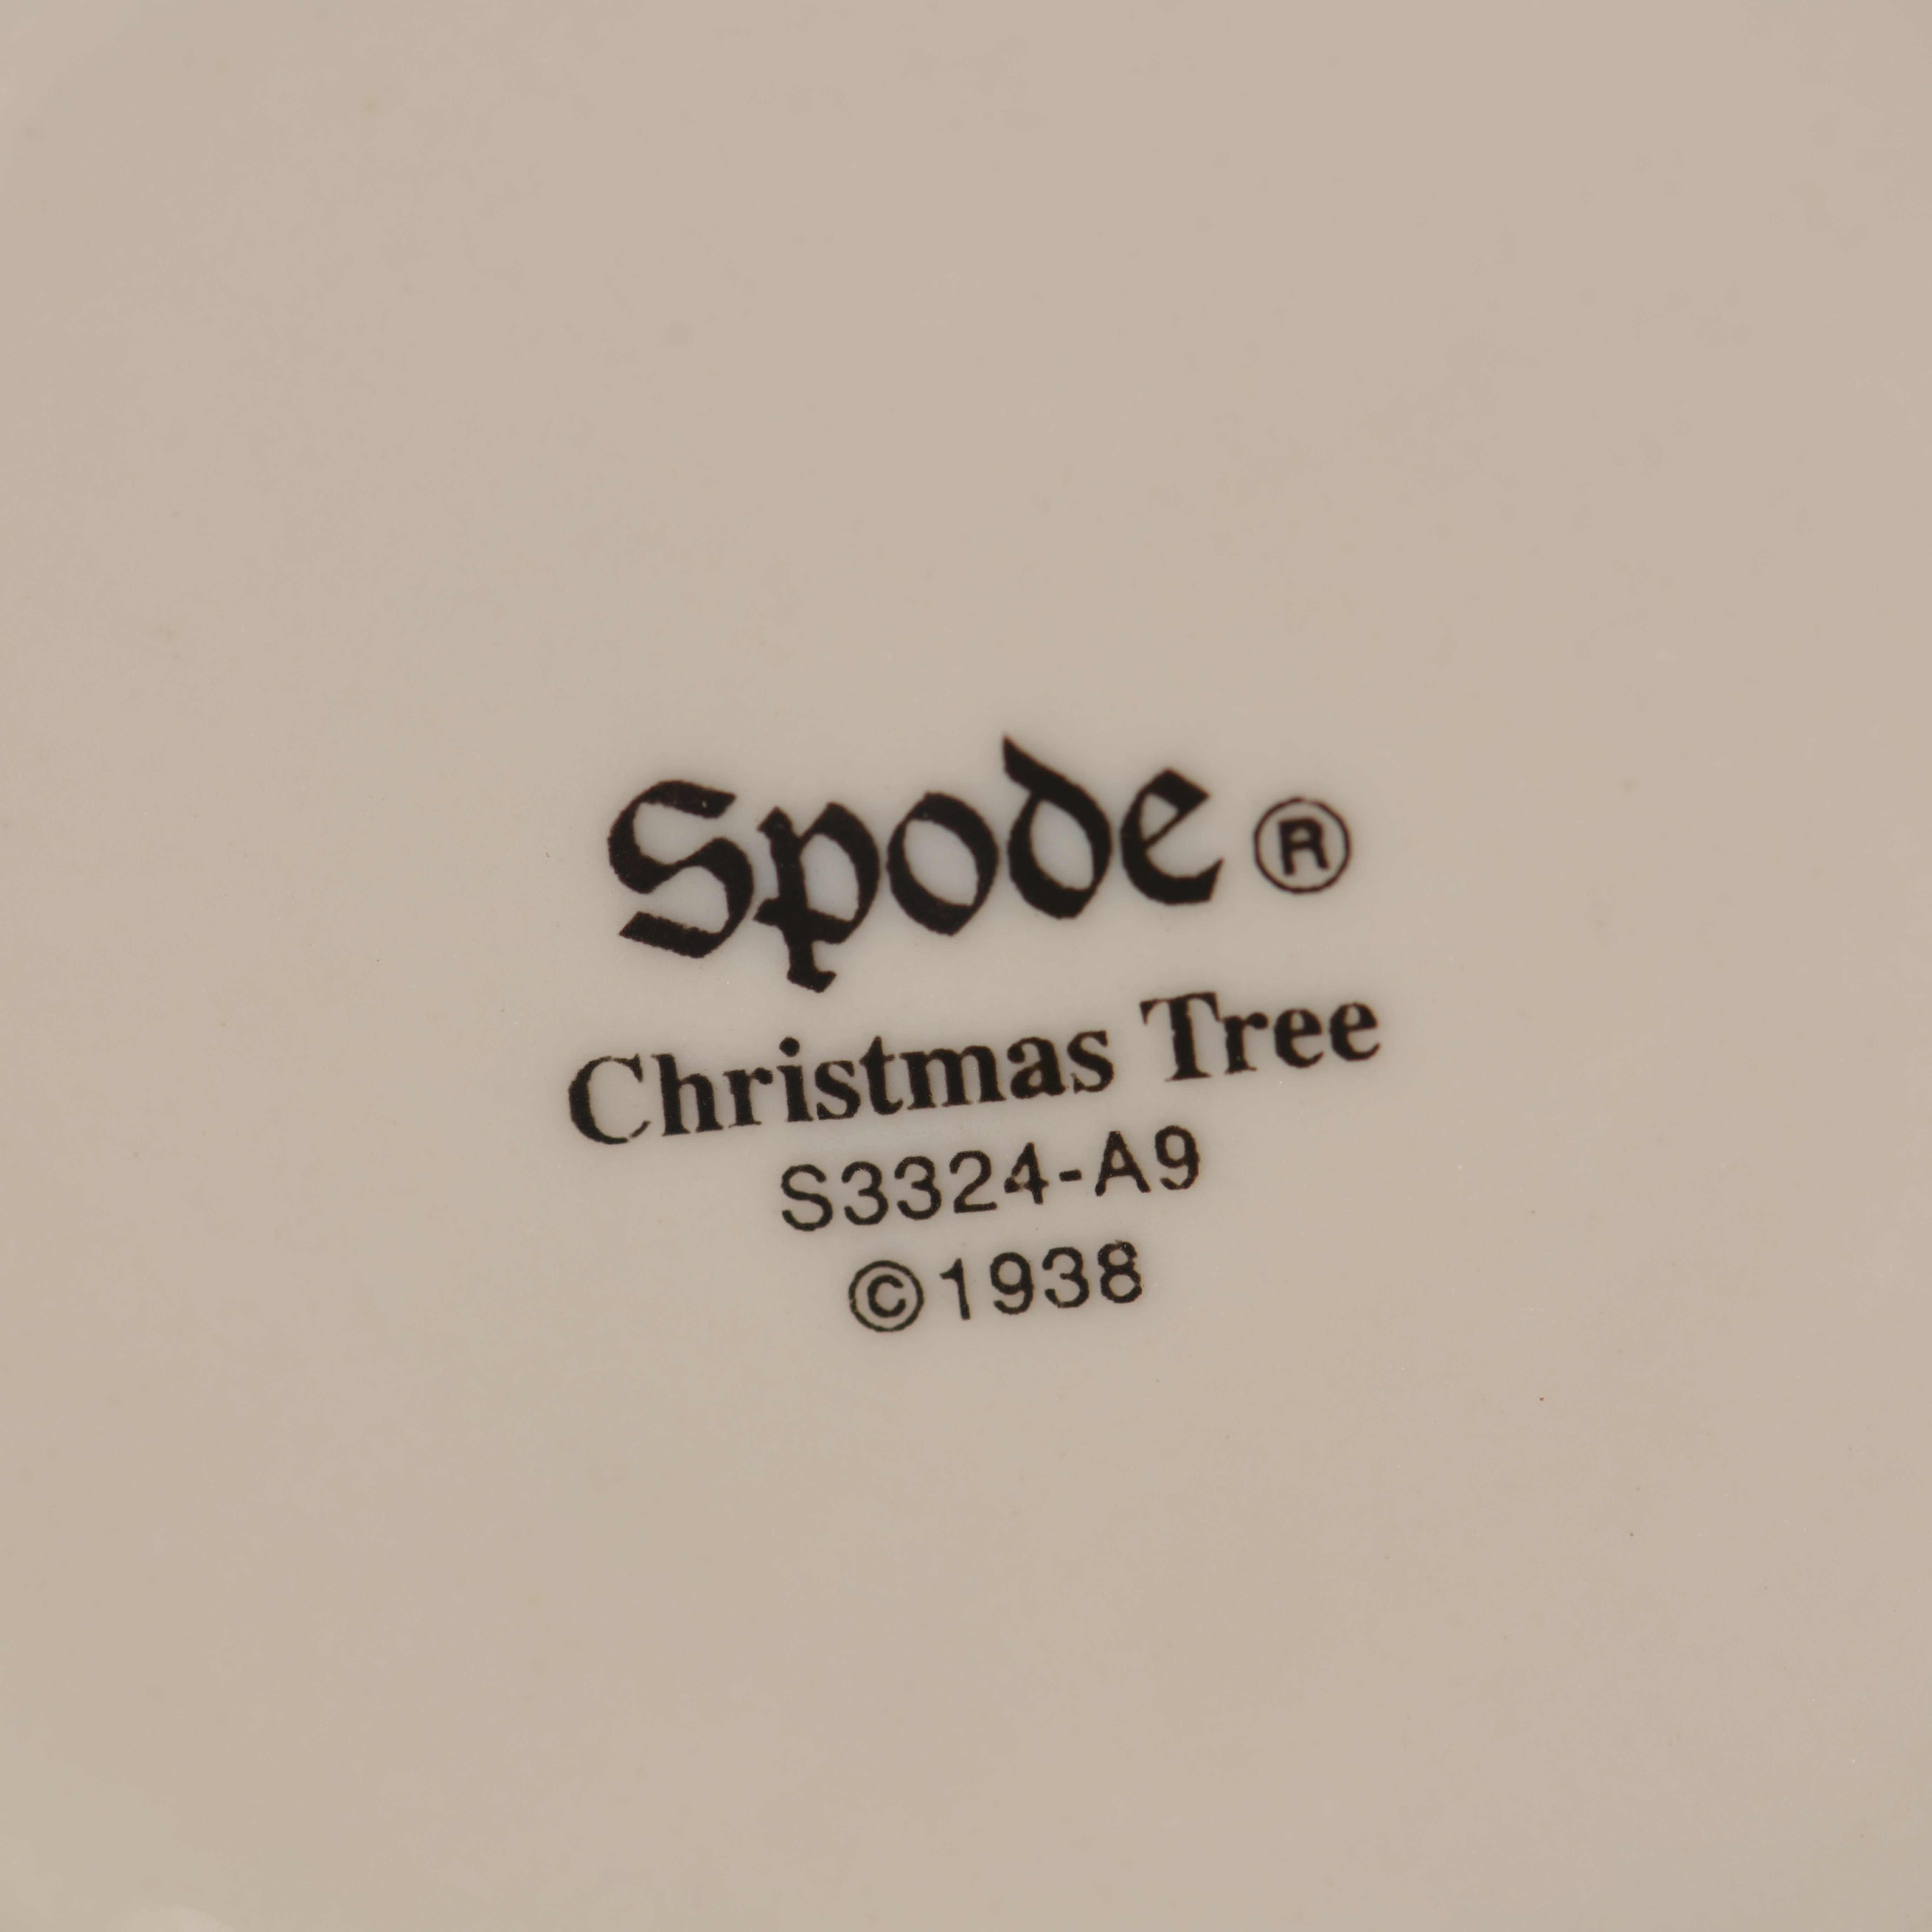 Spode ®
Christmas Tree
S3324-A9
©1938